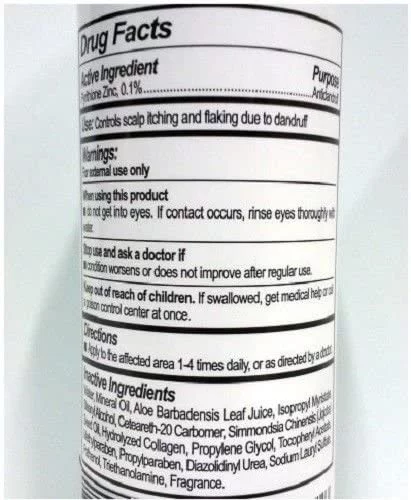 Drug Facts
Active Ingredient Purpose
Pyrithione Zinc, 0.1%............................Antidandruff
Use: Controls scalp itching and flaking due to dandruff
Warnings:
For external use only
When using this product
■ do not get into eyes. If contact occurs, rinse eyes thoroughly with
water.
Stop use and ask a doctor if
■ condition worsens or does not improve after regular use.
Keep out of reach of children. If swallowed, get medical help or call
a poison control center at once.
Directions
■ Apply to the affected area 1-4 times daily, or as directed by a doctor.
Inactive Ingredients
Water, Mineral Oil, Aloe Barbadensis Leaf Juice, Isopropyl Myristate,
Alcohol, Ceteareth-20 Carbomer, Simmondsia Chinensis (Jojoba)
Seed Oil, Hydrolyzed Collagen, Propylene Glycol, Tocopheryl Acetate,
Methylparaben, Propylparaben, Diazolidinyl Urea, Sodium Lauryl Sulfate,
Triethanolamine, Fragrance.